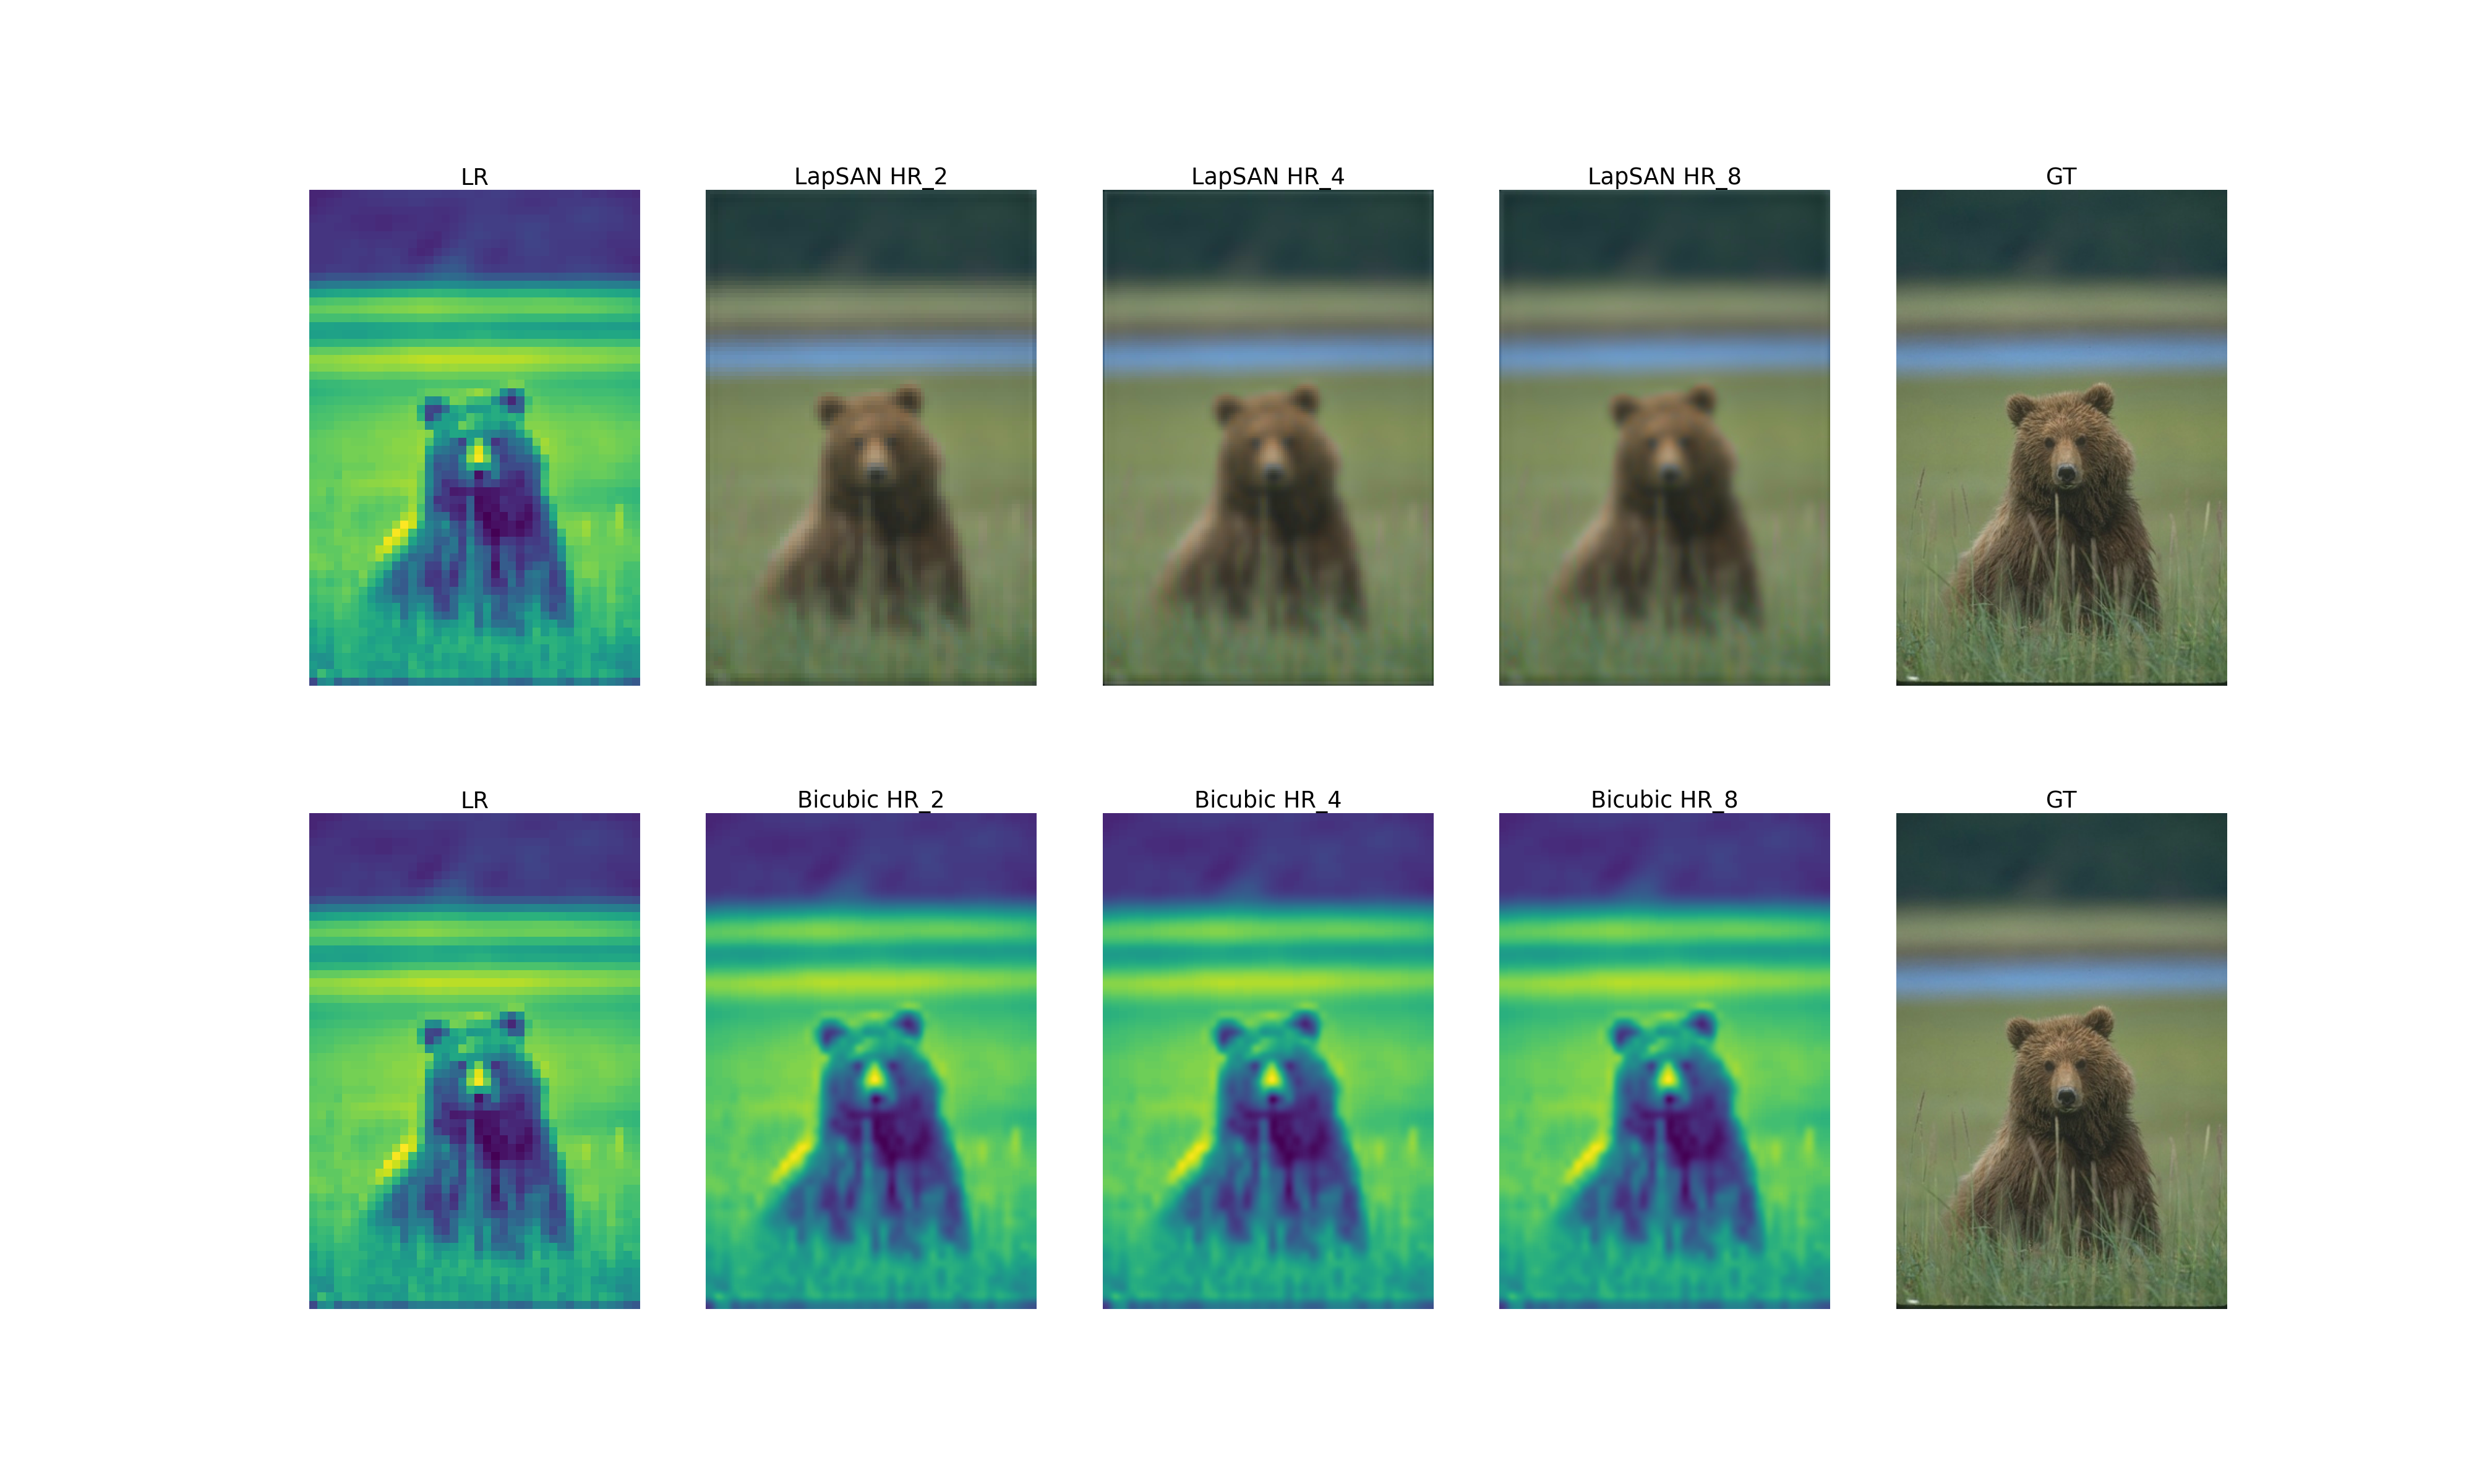 LR
LapSAN HR_2
LapSAN HR_4
LapSAN HR_8
GT
LR
Bicubic HR_2
Bicubic HR_4
Bicubic HR_8
GT